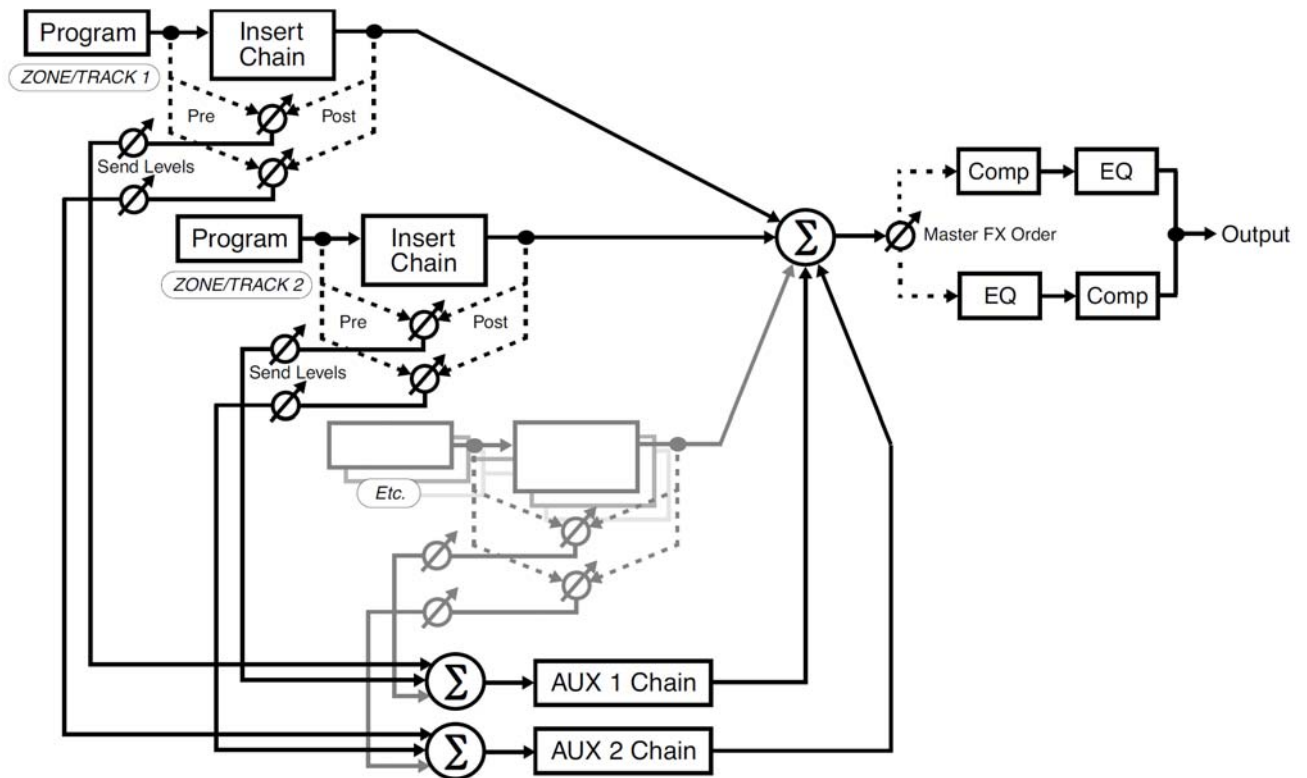 Program
Insert
Chain
ZONE/TRACK 1
Pre
Post
Send Levels
Program
Insert
Chain
ZONE/TRACK 2
Pre
Post
Send Levels
Etc.
Σ
Comp
EQ
Master FX Order
Output
EQ
Comp
Σ
AUX 1 Chain
Σ
AUX 2 Chain